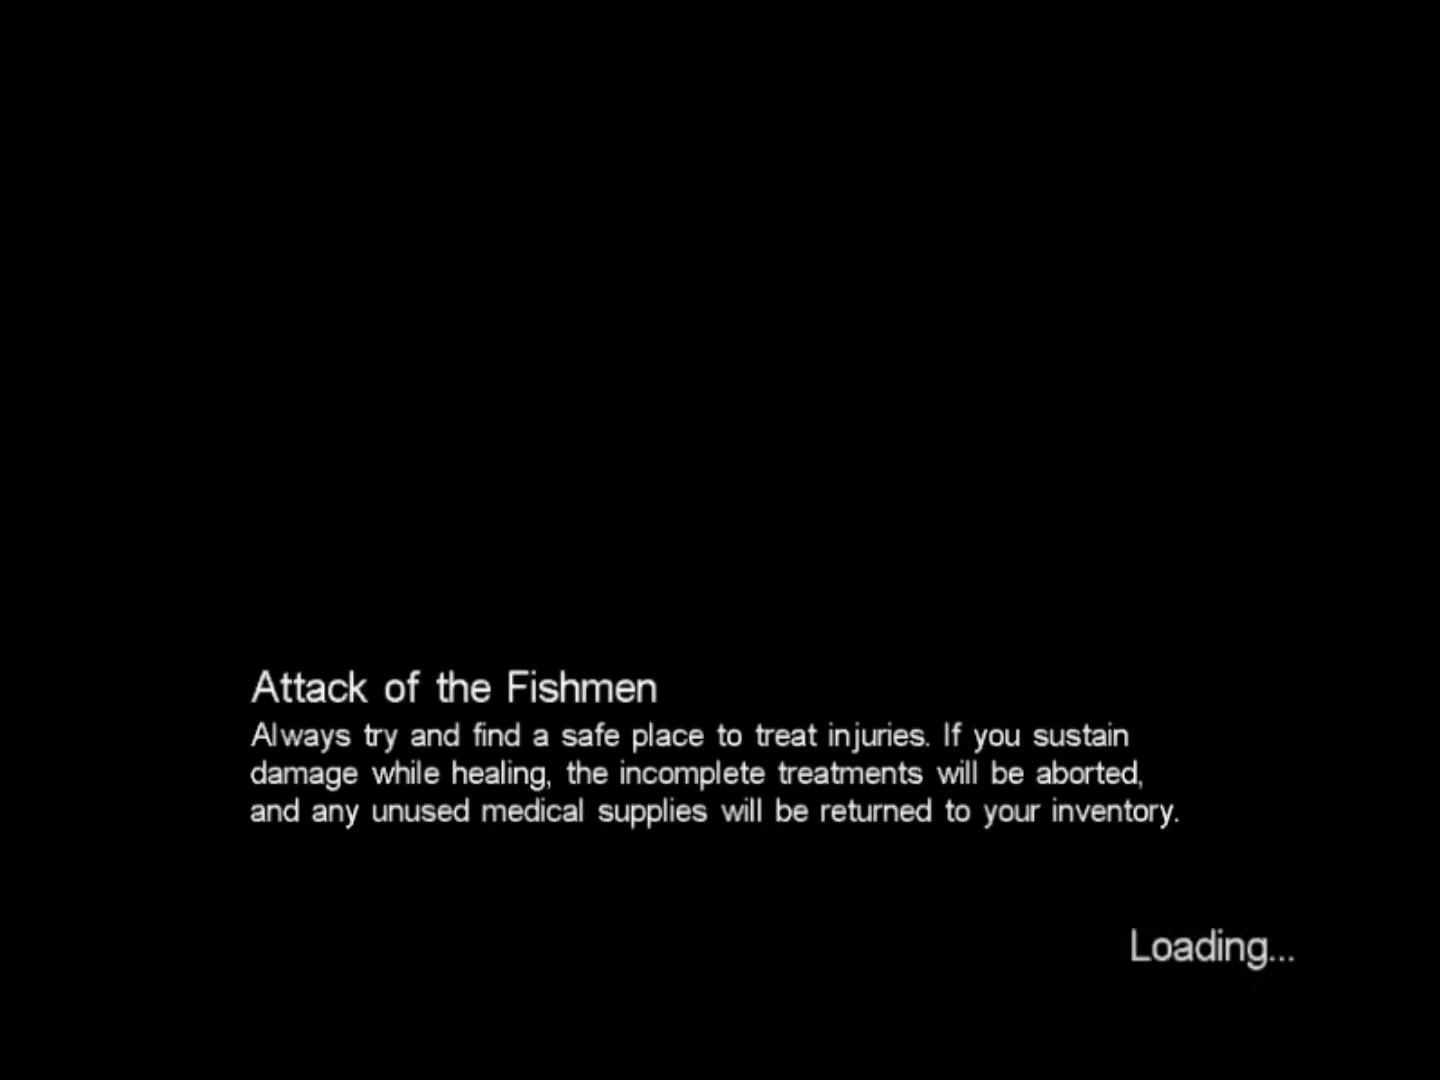 Attack of the Fishmen
Always try and find a safe place to treat injuries. If you sustain
damage while healing, the incomplete treatments will be aborted,
and any unused medical supplies will be returned to your inventory.
Loading...